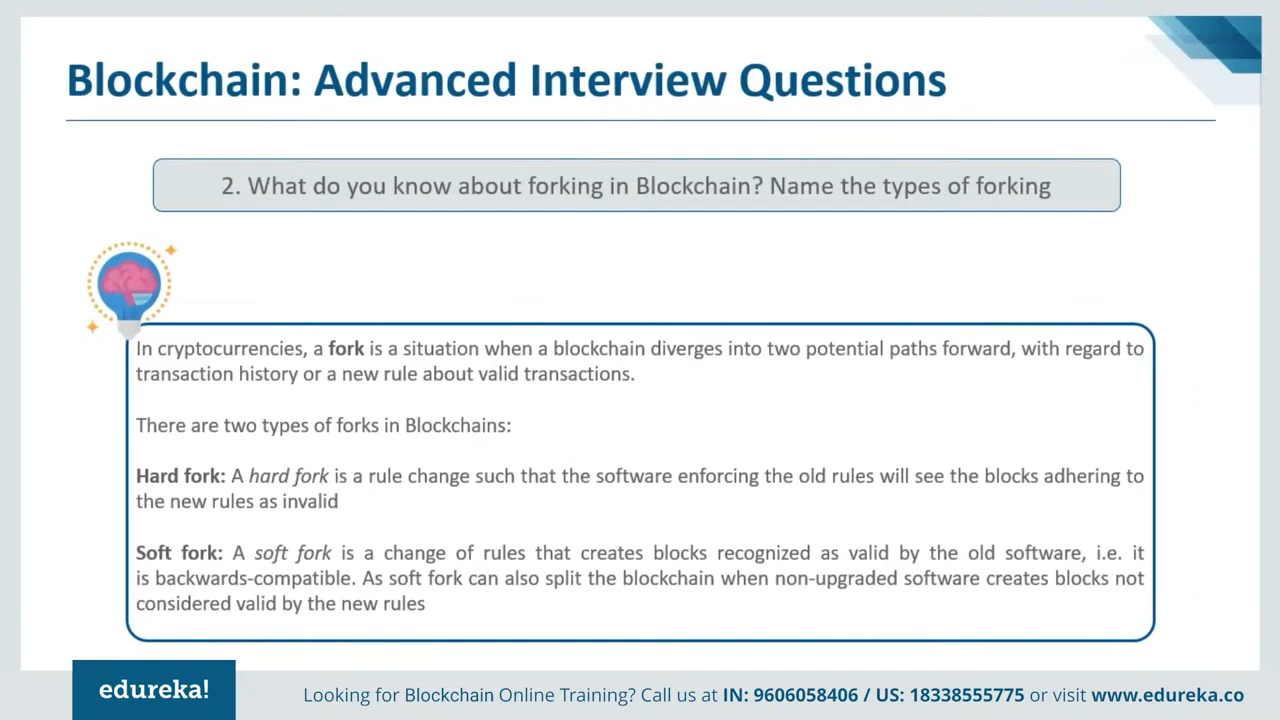 Blockchain: Advanced Interview Questions
2. What do you know about forking in Blockchain? Name the types of forking
In cryptocurrencies, a fork is a situation when a blockchain diverges into two potential paths forward, with regard to
transaction history or a new rule about valid transactions.
There are two types of forks in Blockchains:
Hard fork: A hard fork is a rule change such that the software enforcing the old rules will see the blocks adhering to
the new rules as invalid
Soft fork: A soft fork is a change of rules that creates blocks recognized as valid by the old software, i.e. it
is backwards-compatible. As soft fork can also split the blockchain when non-upgraded software creates blocks not
considered valid by the new rules
edureka!
Looking for Blockchain Online Training? Call us at IN: 9606058406 / US: 18338555775 or visit www.edureka.co